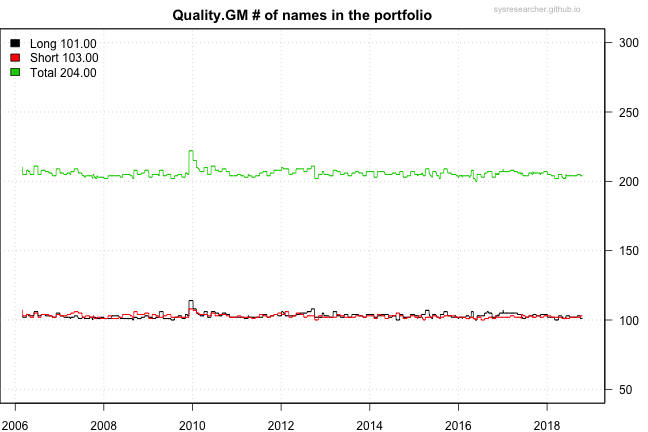 Quality.GM # of names in the portfolio
sysresearcher.github.io
Long 101.00
Short 103.00
Total 204.00
300
250
200
150
100
50
2006 2008 2010 2012 2014 2016 2018